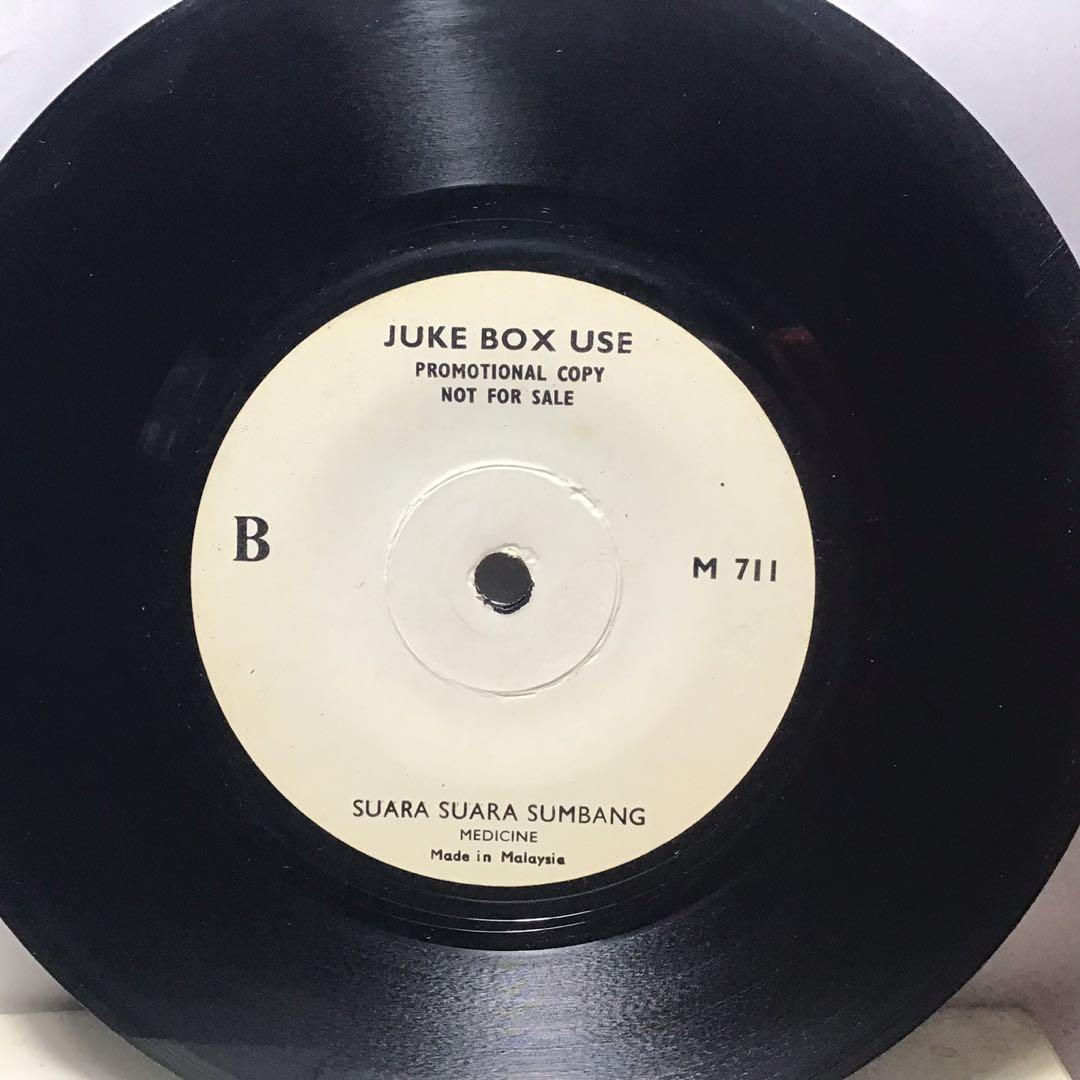 JUKE BOX USE
PROMOTIONAL COPY
NOT FOR SALE
B
M 711
SUARA SUARA SUMBANG
MEDICINE
Made in Malaysia